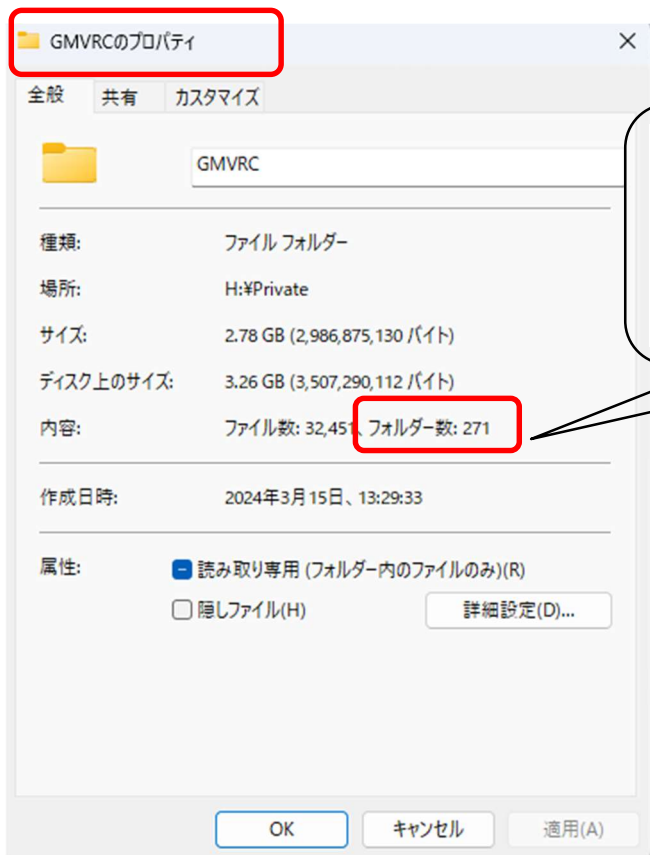 GMVRCのプロパティ
全般 共有 カスタマイズ
GMVRC
種類: ファイル フォルダー
場所: H:¥Private
サイズ: 2.78 GB (2,986,875,130 バイト)
ディスク上のサイズ: 3.26 GB (3,507,290,112 バイト)
内容: ファイル数: 32,451、フォルダー数: 271
作成日時: 2024年3月15日、13:29:33
属性: 読み取り専用 (フォルダー内のファイルのみ)(R)
隠しファイル(H) 詳細設定(D)...
OK キャンセル 適用(A)